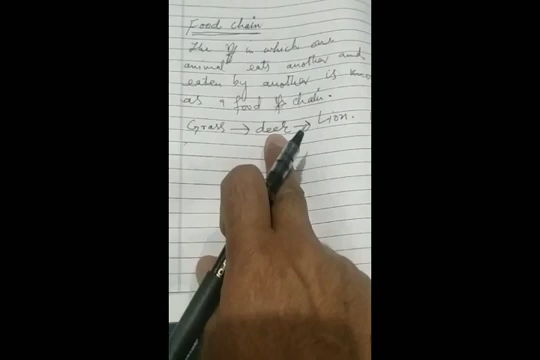 Food chain
The in which one
animal eats another and
eaten by another is kno
as a food chain.
Grass → deer → Lion.